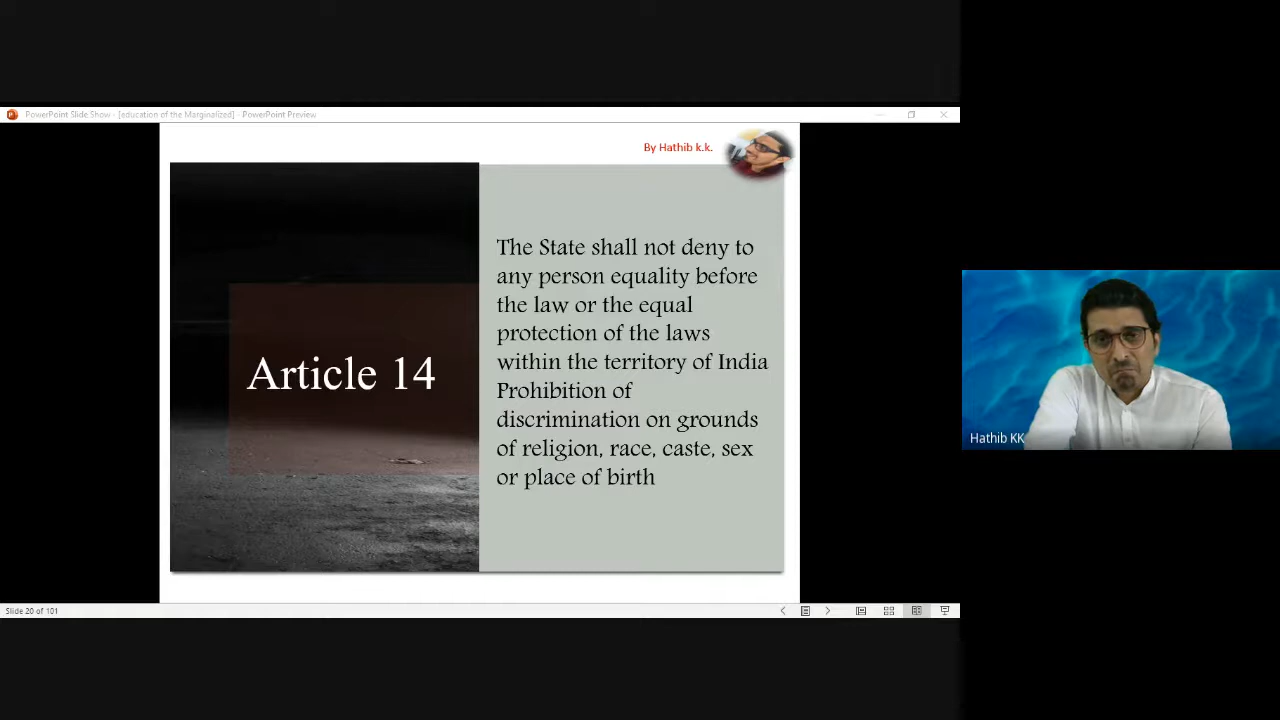 PowerPoint Slide Show - [education of the Marginalized] - PowerPoint Preview
By Hathib k.k.
Article 14
The State shall not deny to
any person equality before
the law or the equal
protection of the laws
within the territory of India
Prohibition of
discrimination on grounds
of religion, race, caste, sex
or place of birth
Hathib KK
Slide 20 of 101